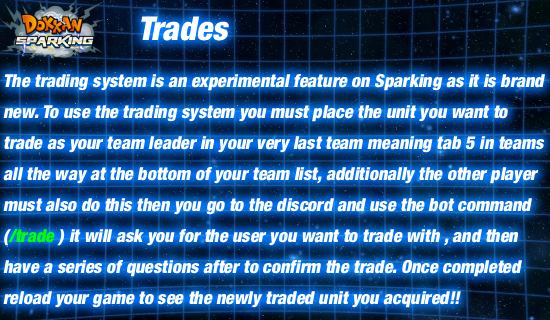 DOKKAN
SPARKING
Trades
The trading system is an experimental feature on Sparking as it is brand
new. To use the trading system you must place the unit you want to
trade as your team leader in your very last team meaning tab 5 in teams
all the way at the bottom of your team list, additionally the other player
must also do this then you go to the discord and use the bot command
(/trade ) it will ask you for the user you want to trade with , and then
have a series of questions after to confirm the trade. Once completed
reload your game to see the newly traded unit you acquired!!